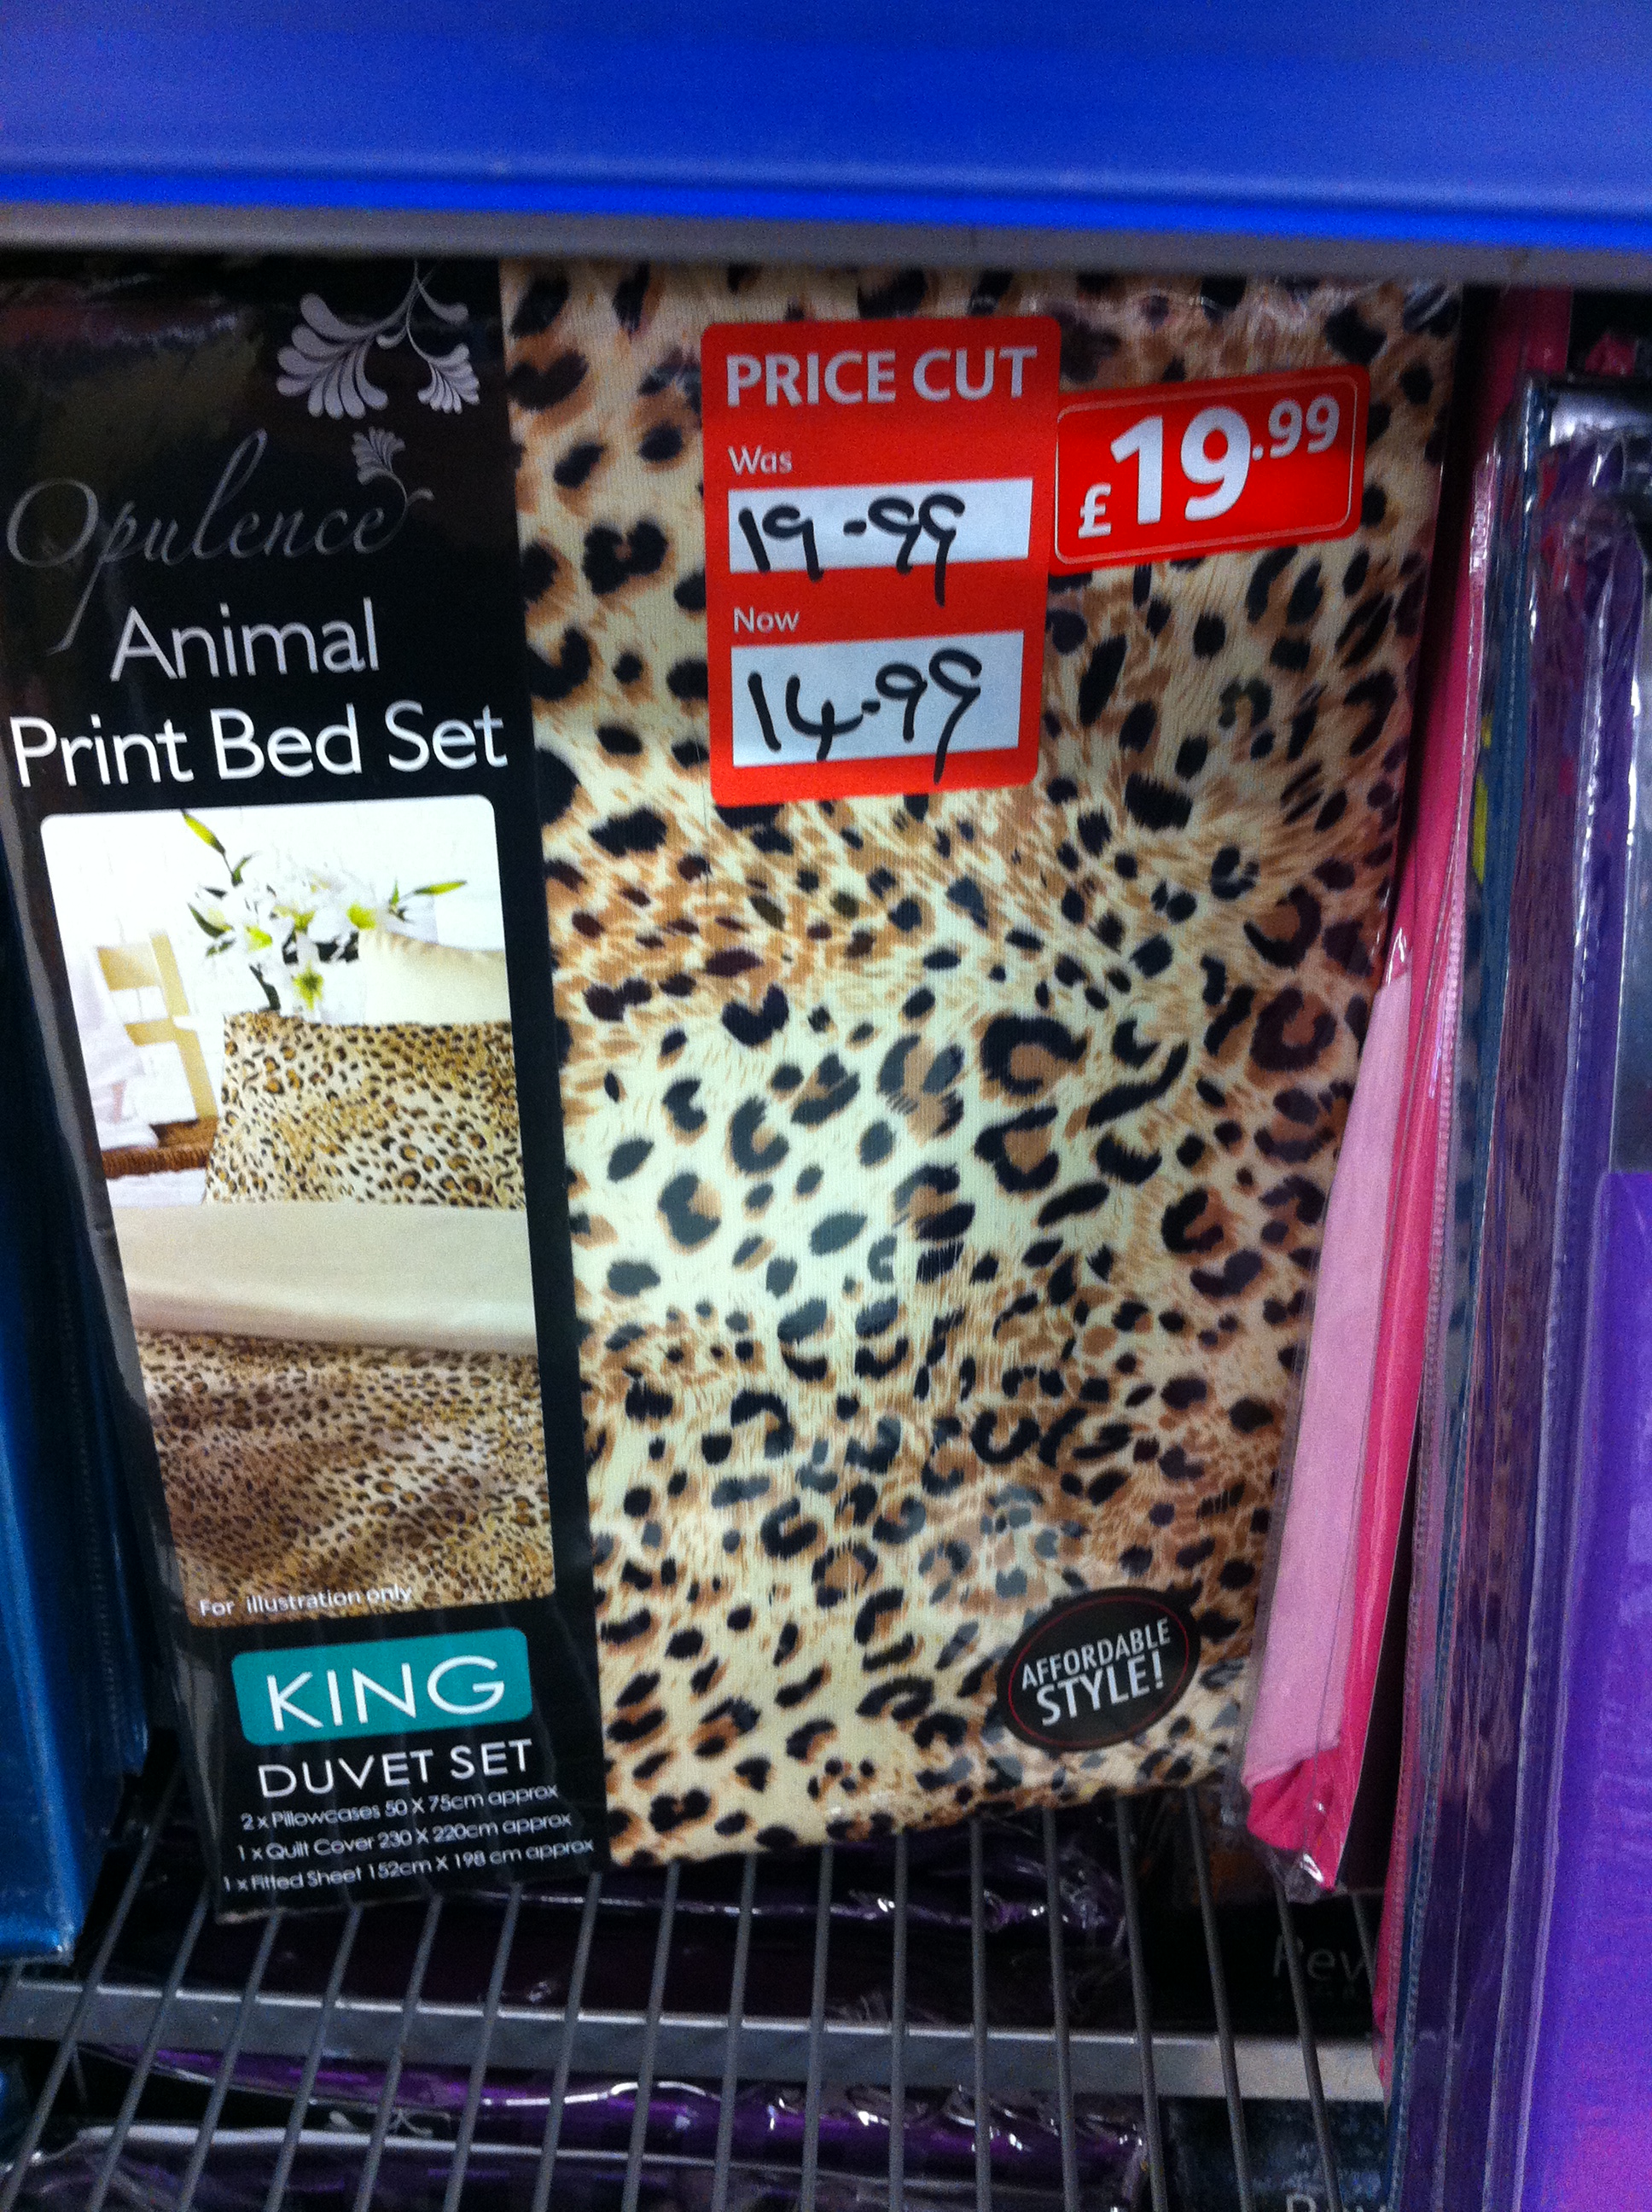 Opulence
Animal
Print Bed Set
For illustration only
KING
DUVET SET
2 x Pillowcases 50 X 75cm approx
1 x Quilt Cover 230 X 220cm approx
1 x Fitted Sheet 152cm X 198 cm approx
PRICE CUT
Was
19-99
Now
14-99
£19.99
AFFORDABLE
STYLE!